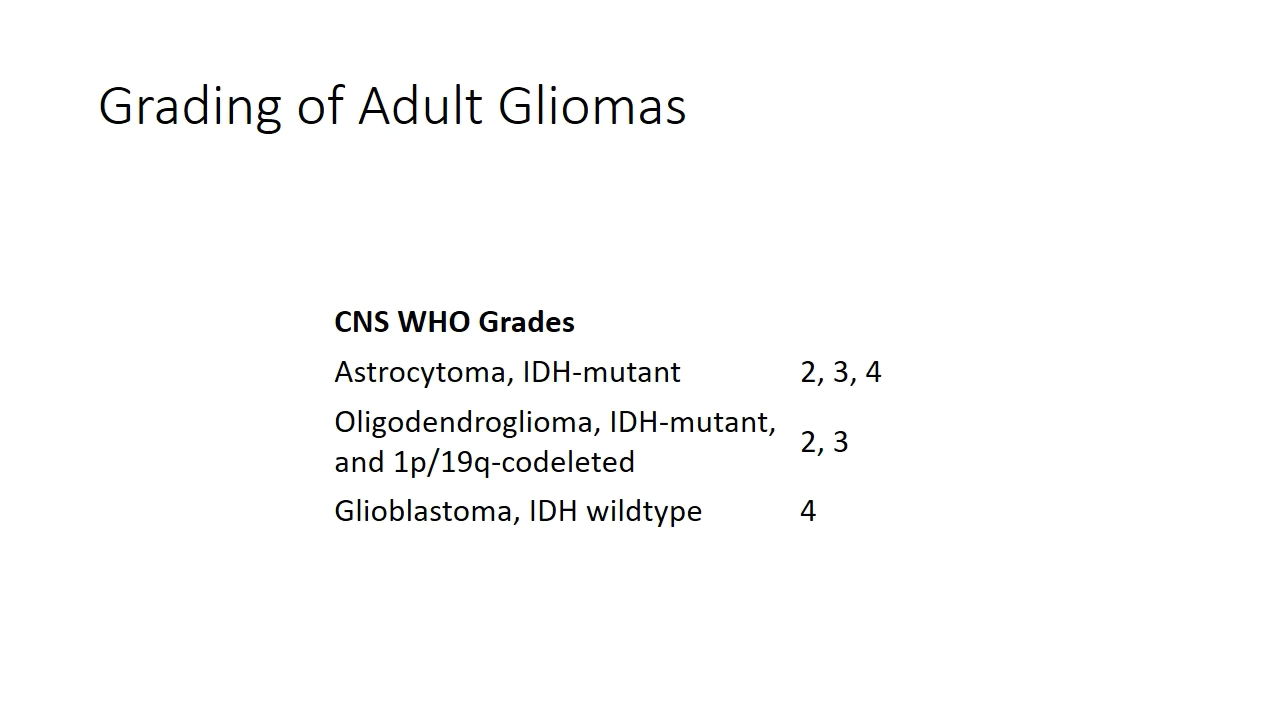 Grading of Adult Gliomas
CNS WHO Grades
Astrocytoma, IDH-mutant 2, 3, 4
Oligodendroglioma, IDH-mutant,
and 1p/19q-codeleted 2, 3
Glioblastoma, IDH wildtype 4